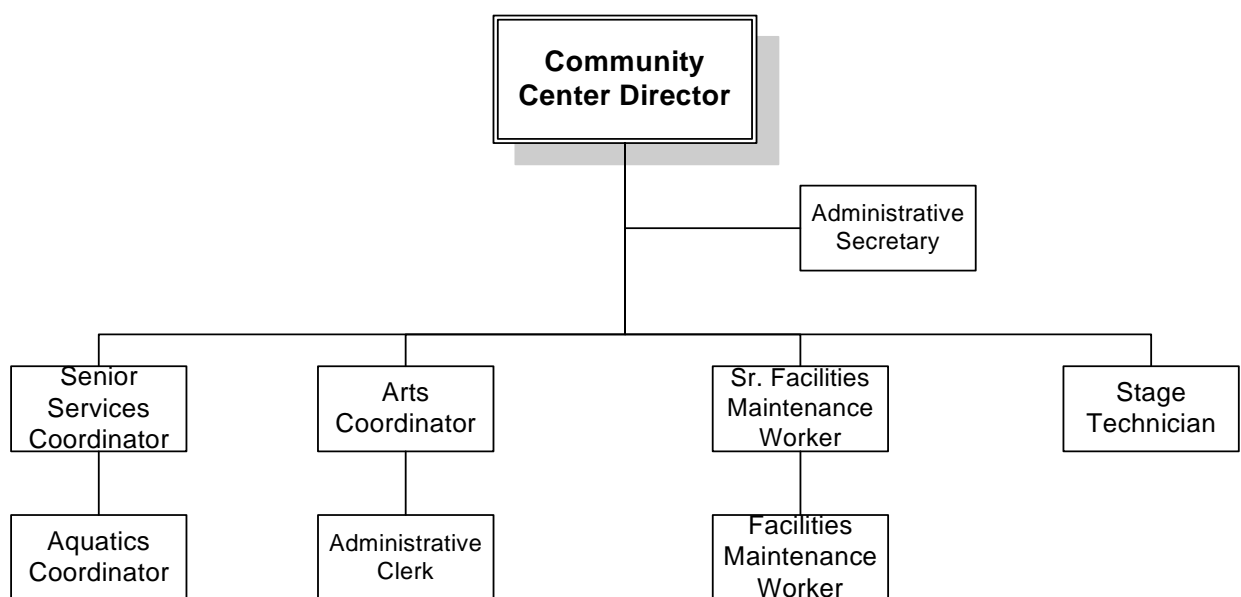 Community
Center Director
Administrative
Secretary
Senior
Services
Coordinator
Arts
Coordinator
Sr. Facilities
Maintenance
Worker
Stage
Technician
Aquatics
Coordinator
Administrative
Clerk
Facilities
Maintenance
Worker